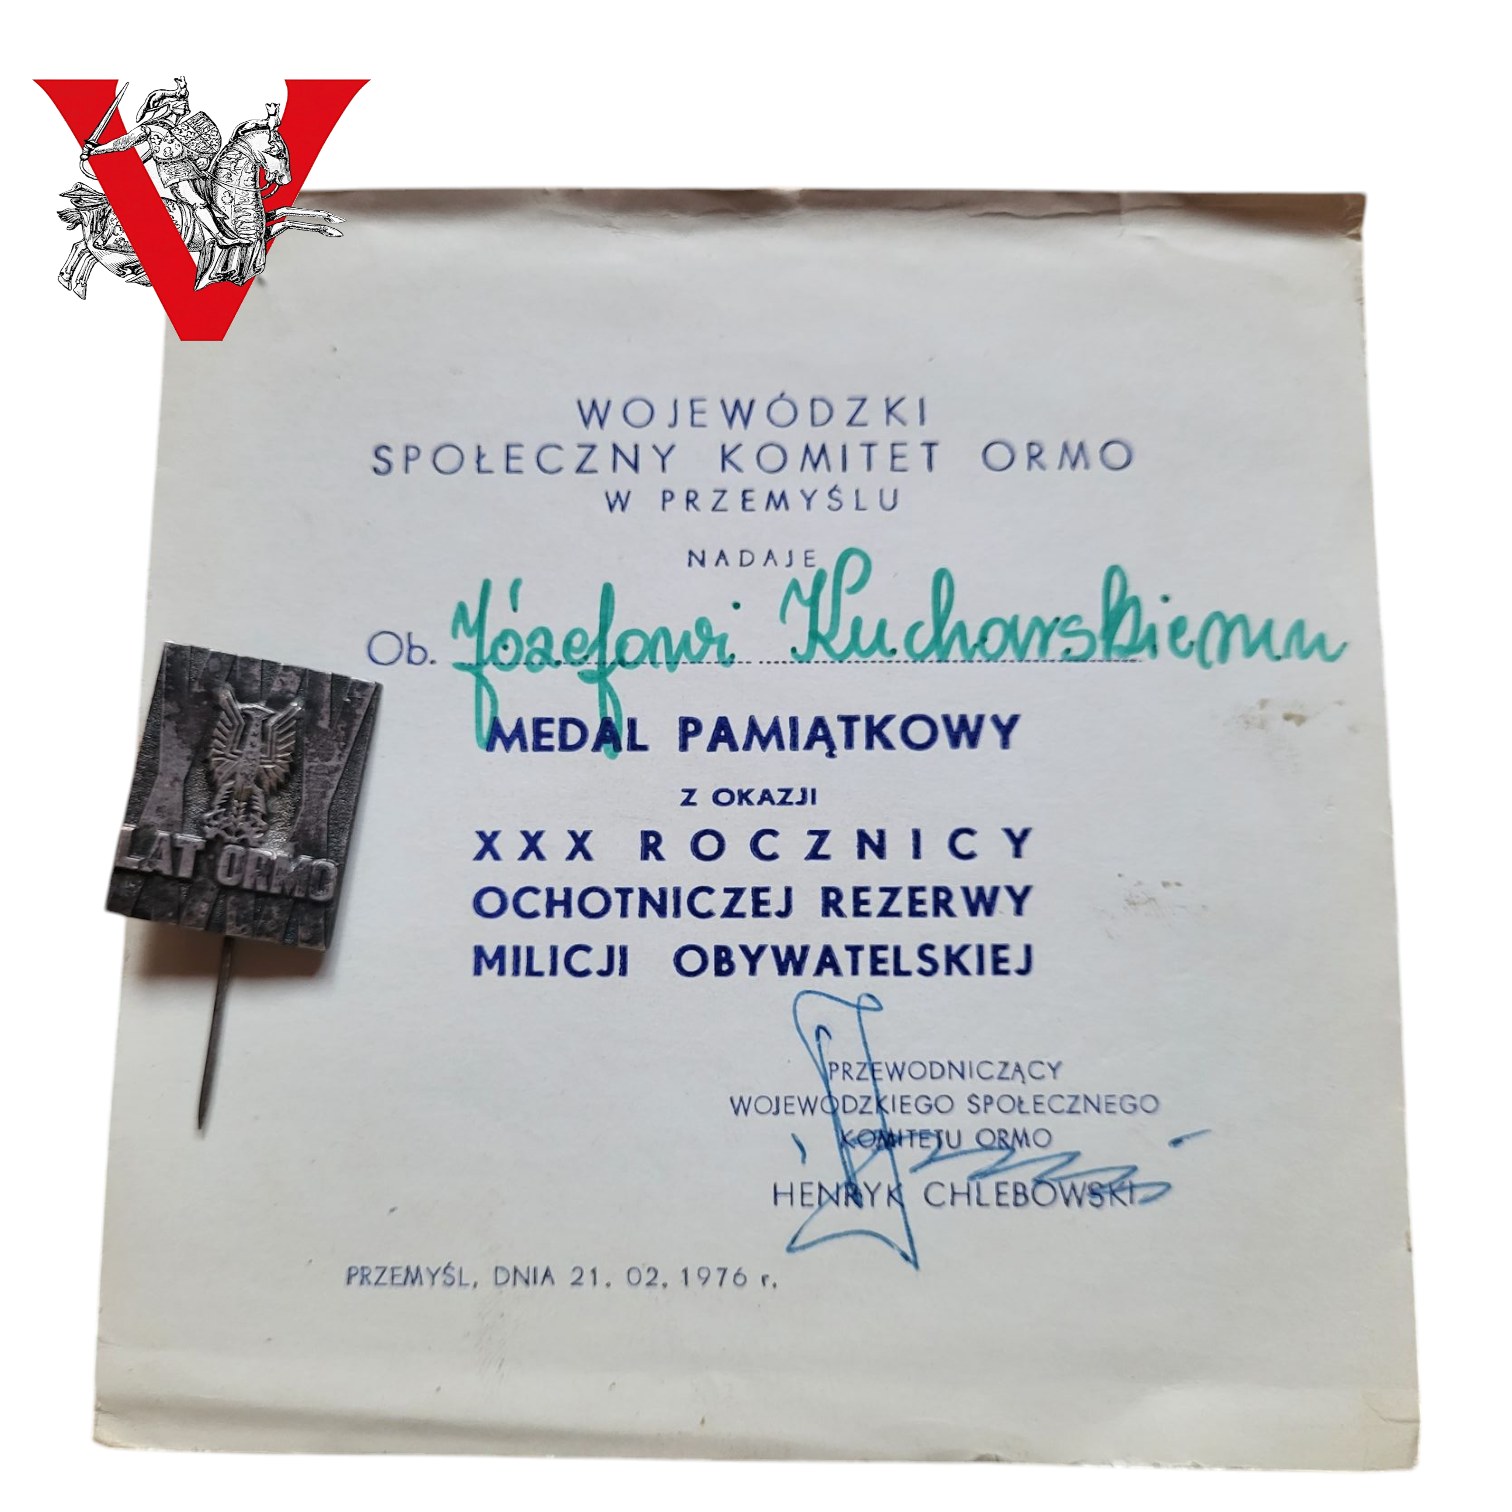 WOJEWÓDZKI
SPOŁECZNY KOMITET ORMO
W PRZEMYŚLU
NADAJE
Ob. Józefowi Kucharskiemu
MEDAL PAMIĄTKOWY
Z OKAZJI
XXX ROCZNICY
OCHOTNICZEJ REZERWY
MILICJI OBYWATELSKIEJ
PRZEWODNICZĄCY
WOJEWÓDZKIEGO SPOŁECZNEGO
KOMITETU ORMO
HENRYK CHLEBOWSKI
PRZEMYŚL, DNIA 21. 02. 1976 r.
LAT ORMO
V